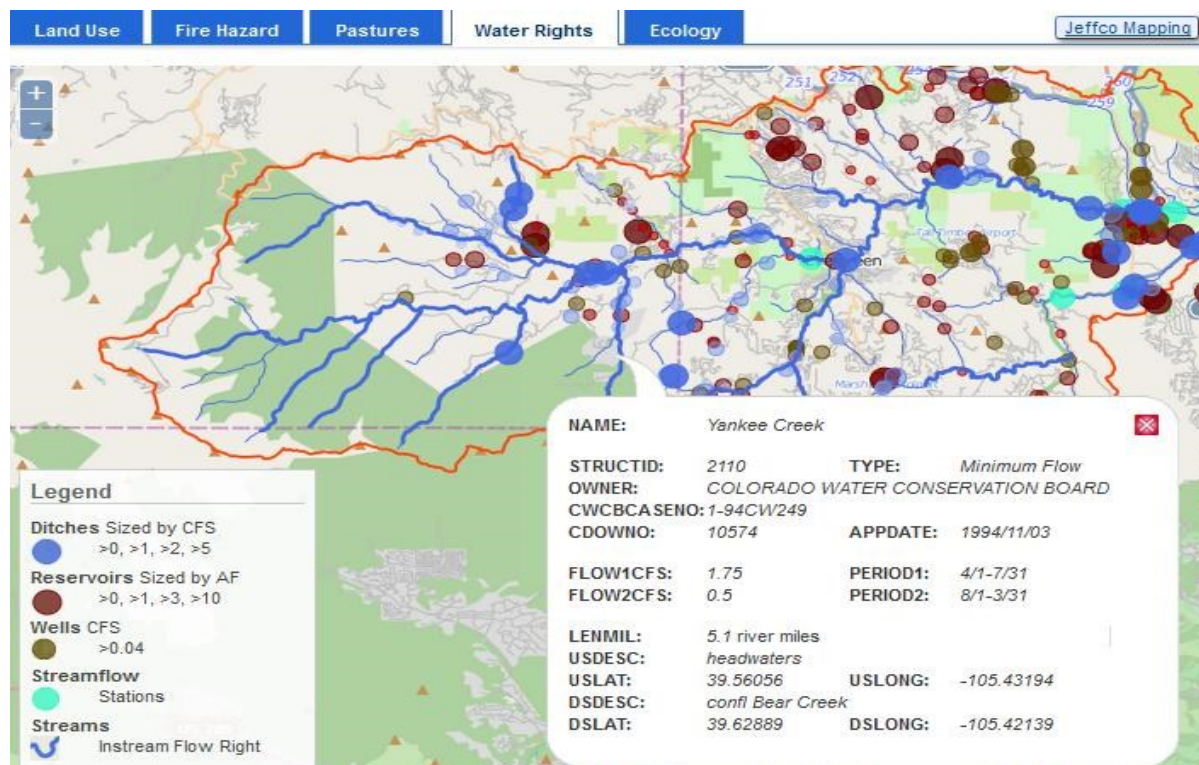 Land Use Fire Hazard Pastures Water Rights Ecology Jeffco Mapping
+
−
251 252
259
Marsh
NAME: Yankee Creek
STRUCTID: 2110 TYPE: Minimum Flow
OWNER: COLORADO WATER CONSERVATION BOARD
CWCBCASENO: 1-94CW249
CDOWNO: 10574 APPDATE: 1994/11/03
FLOW1CFS: 1.75 PERIOD1: 4/1-7/31
FLOW2CFS: 0.5 PERIOD2: 8/1-3/31
LENMIL: 5.1 river miles
USDESC: headwaters
USLAT: 39.56056 USLONG: -105.43194
DSDESC: confl Bear Creek
DSLAT: 39.62889 DSLONG: -105.42139
Legend
Ditches Sized by CFS
>0, >1, >2, >5
Reservoirs Sized by AF
>0, >1, >3, >10
Wells CFS
>0.04
Streamflow
Stations
Streams
Instream Flow Right